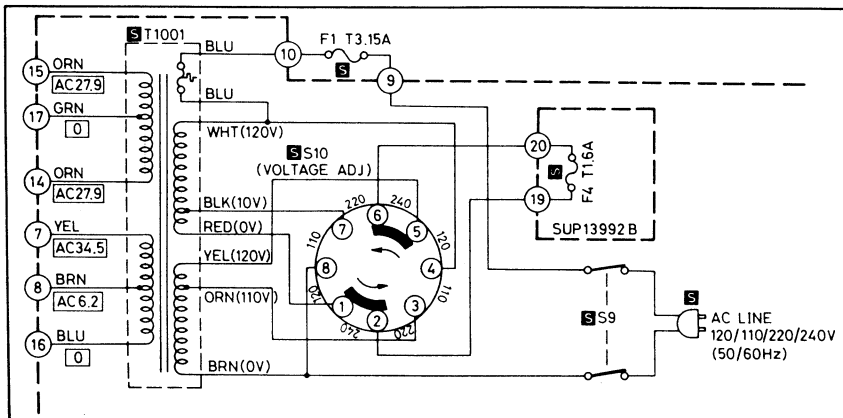 S T1001
BLU
10
F1 T3.15A
S
9
15
ORN
AC27.9
17
GRN
0
14
ORN
AC27.9
7
YEL
AC34.5
8
BRN
AC6.2
16
BLU
0
BLU
WHT(120V)
S S10
(VOLTAGE ADJ)
BLK(10V)
RED(0V)
YEL(120V)
ORN(110V)
BRN(0V)
220
240
6
7
5
110
120
8
4
120
110
1
3
2
240
220
20
S
F4 T1.6A
19
SUP13992B
S S9
S
AC LINE
120/110/220/240V
(50/60Hz)